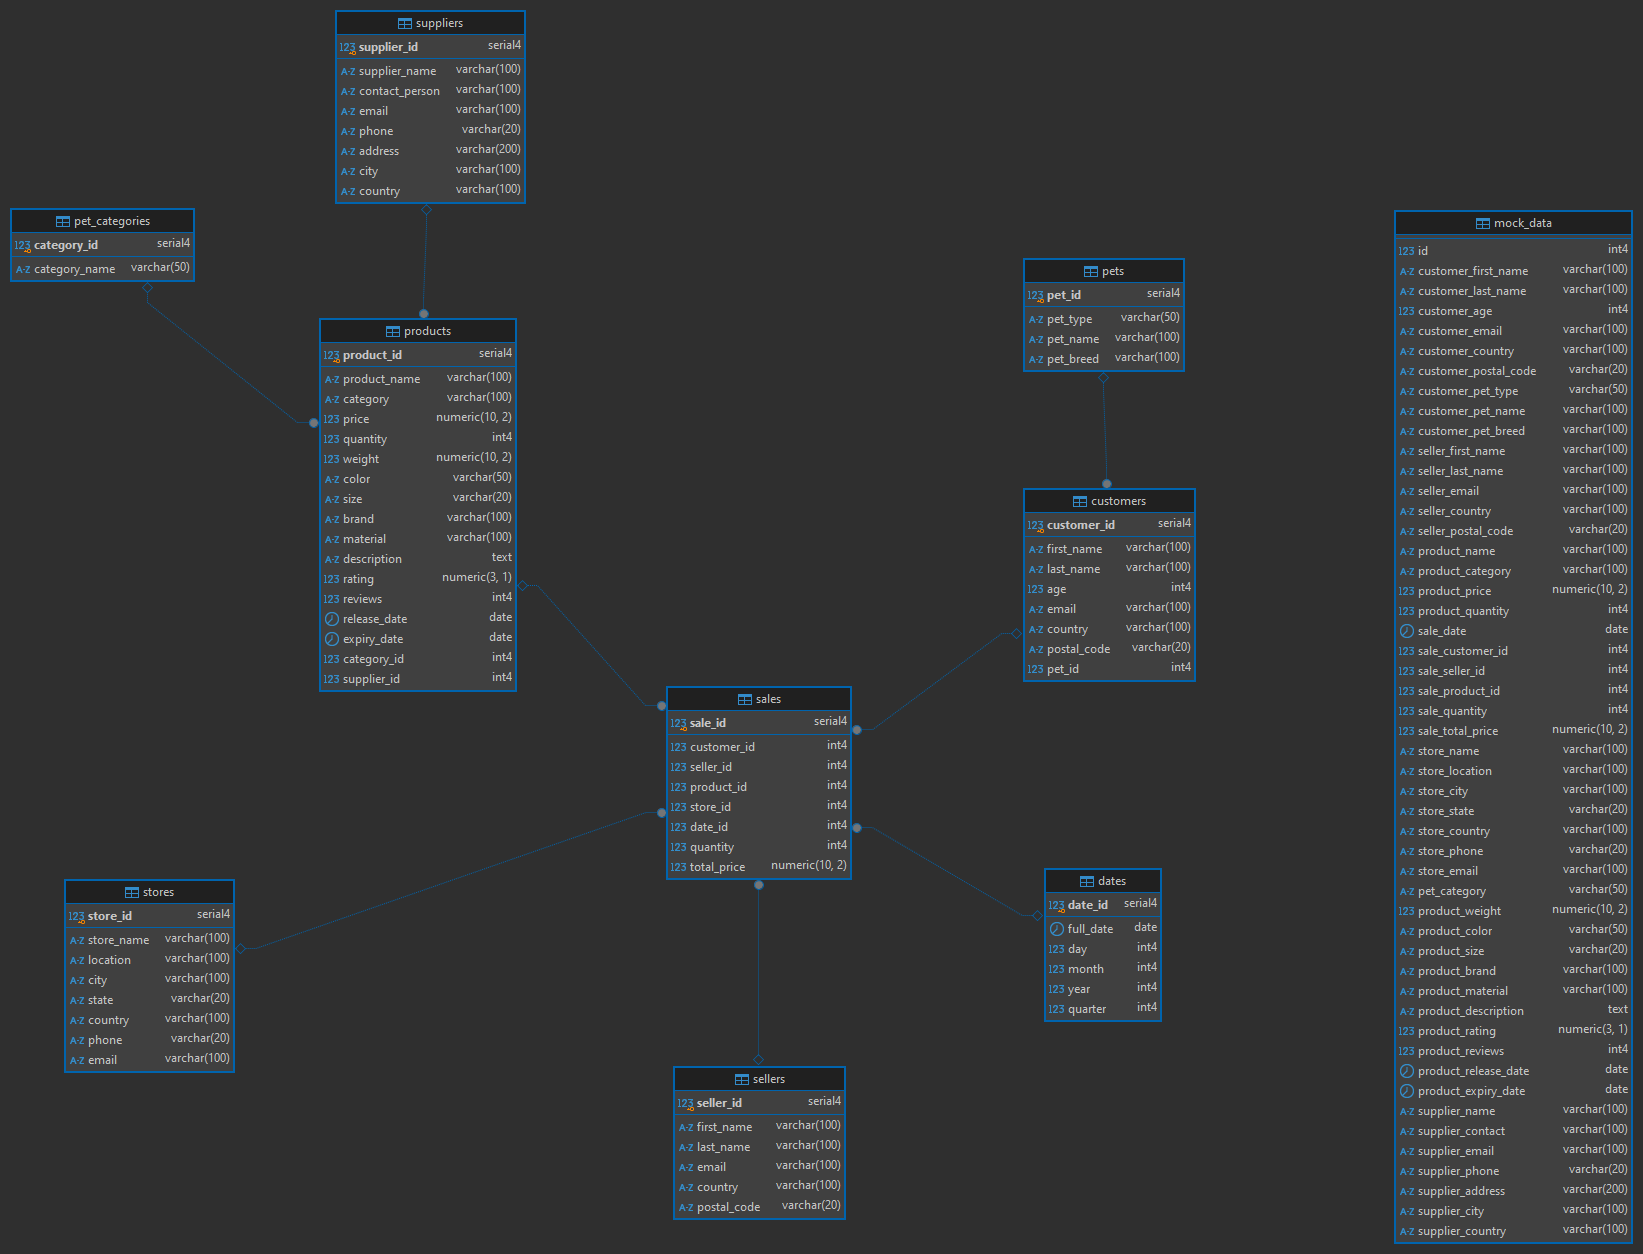 suppliers
123 supplier_id serial4
A-Z supplier_name varchar(100)
A-Z contact_person varchar(100)
A-Z email varchar(100)
A-Z phone varchar(20)
A-Z address varchar(200)
A-Z city varchar(100)
A-Z country varchar(100)
pet_categories
123 category_id serial4
A-Z category_name varchar(50)
products
123 product_id serial4
A-Z product_name varchar(100)
A-Z category varchar(100)
123 price numeric(10, 2)
123 quantity int4
123 weight numeric(10, 2)
A-Z color varchar(50)
A-Z size varchar(20)
A-Z brand varchar(100)
A-Z material varchar(100)
A-Z description text
123 rating numeric(3, 1)
123 reviews int4
release_date date
expiry_date date
123 category_id int4
123 supplier_id int4
pets
123 pet_id serial4
A-Z pet_type varchar(50)
A-Z pet_name varchar(100)
A-Z pet_breed varchar(100)
customers
123 customer_id serial4
A-Z first_name varchar(100)
A-Z last_name varchar(100)
123 age int4
A-Z email varchar(100)
A-Z country varchar(100)
A-Z postal_code varchar(20)
123 pet_id int4
sales
123 sale_id serial4
123 customer_id int4
123 seller_id int4
123 product_id int4
123 store_id int4
123 date_id int4
123 quantity int4
123 total_price numeric(10, 2)
stores
123 store_id serial4
A-Z store_name varchar(100)
A-Z location varchar(100)
A-Z city varchar(100)
A-Z state varchar(20)
A-Z country varchar(100)
A-Z phone varchar(20)
A-Z email varchar(100)
dates
123 date_id serial4
full_date date
123 day int4
123 month int4
123 year int4
123 quarter int4
sellers
123 seller_id serial4
A-Z first_name varchar(100)
A-Z last_name varchar(100)
A-Z email varchar(100)
A-Z country varchar(100)
A-Z postal_code varchar(20)
mock_data
123 id int4
A-Z customer_first_name varchar(100)
A-Z customer_last_name varchar(100)
123 customer_age int4
A-Z customer_email varchar(100)
A-Z customer_country varchar(100)
A-Z customer_postal_code varchar(20)
A-Z customer_pet_type varchar(50)
A-Z customer_pet_name varchar(100)
A-Z customer_pet_breed varchar(100)
A-Z seller_first_name varchar(100)
A-Z seller_last_name varchar(100)
A-Z seller_email varchar(100)
A-Z seller_country varchar(100)
A-Z seller_postal_code varchar(20)
A-Z product_name varchar(100)
A-Z product_category varchar(100)
123 product_price numeric(10, 2)
123 product_quantity int4
sale_date date
123 sale_customer_id int4
123 sale_seller_id int4
123 sale_product_id int4
123 sale_quantity int4
123 sale_total_price numeric(10, 2)
A-Z store_name varchar(100)
A-Z store_location varchar(100)
A-Z store_city varchar(100)
A-Z store_state varchar(20)
A-Z store_country varchar(100)
A-Z store_phone varchar(20)
A-Z store_email varchar(100)
A-Z pet_category varchar(50)
123 product_weight numeric(10, 2)
A-Z product_color varchar(50)
A-Z product_size varchar(20)
A-Z product_brand varchar(100)
A-Z product_material varchar(100)
A-Z product_description text
123 product_rating numeric(3, 1)
123 product_reviews int4
product_release_date date
product_expiry_date date
A-Z supplier_name varchar(100)
A-Z supplier_contact varchar(100)
A-Z supplier_email varchar(100)
A-Z supplier_phone varchar(20)
A-Z supplier_address varchar(200)
A-Z supplier_city varchar(100)
A-Z supplier_country varchar(100)